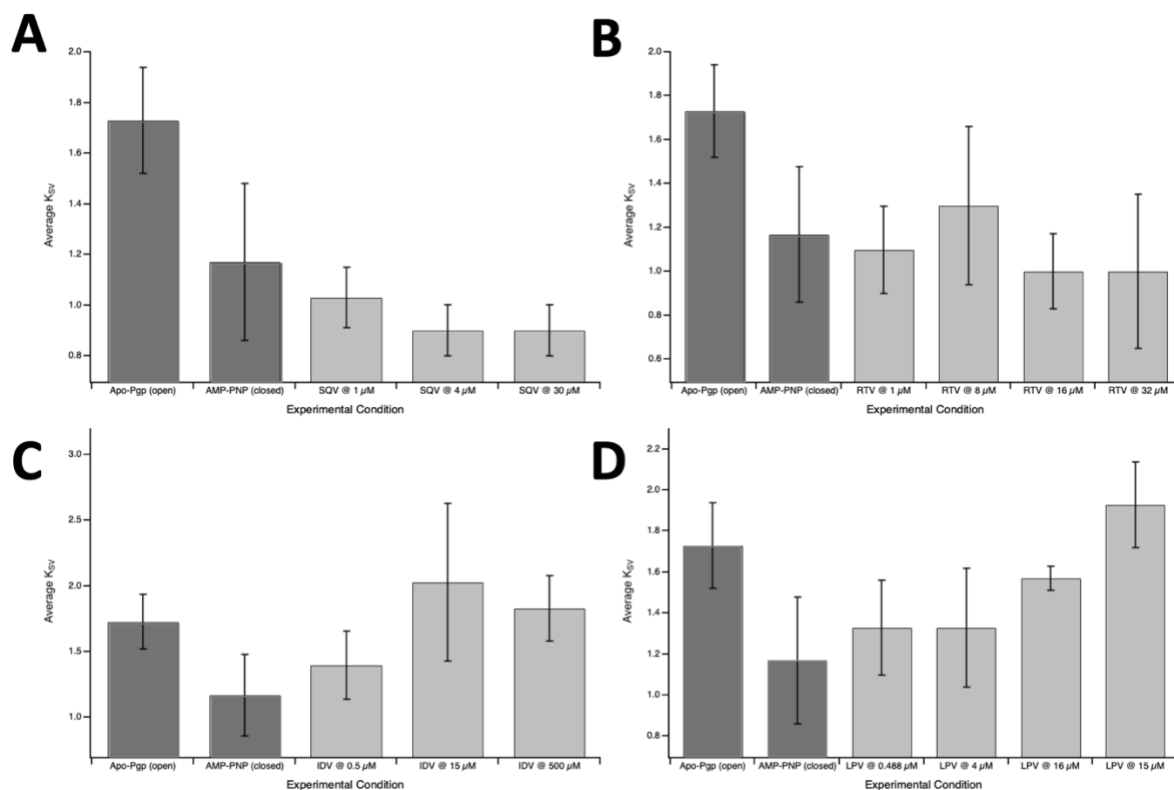 A
2.0
1.8
1.6
1.4
1.2
1.0
0.8
Average K_SV
Apo-Pgp (open) AMP-PNP (closed) SQV @ 1 µM SQV @ 4 µM SQV @ 30 µM
Experimental Condition
B
2.0
1.8
1.6
1.4
1.2
1.0
0.8
0.6
Average K_SV
Apo-Pgp (open) AMP-PNP (closed) RTV @ 1 µM RTV @ 8 µM RTV @ 16 µM RTV @ 32 µM
Experimental Condition
C
3.0
2.5
2.0
1.5
1.0
Average K_SV
Apo-Pgp (open) AMP-PNP (closed) IDV @ 0.5 µM IDV @ 15 µM IDV @ 500 µM
Experimental Condition
D
2.2
2.0
1.8
1.6
1.4
1.2
1.0
0.8
Average K_SV
Apo-Pgp (open) AMP-PNP (closed) LPV @ 0.488 µM LPV @ 4 µM LPV @ 16 µM LPV @ 15 µM
Experimental Condition